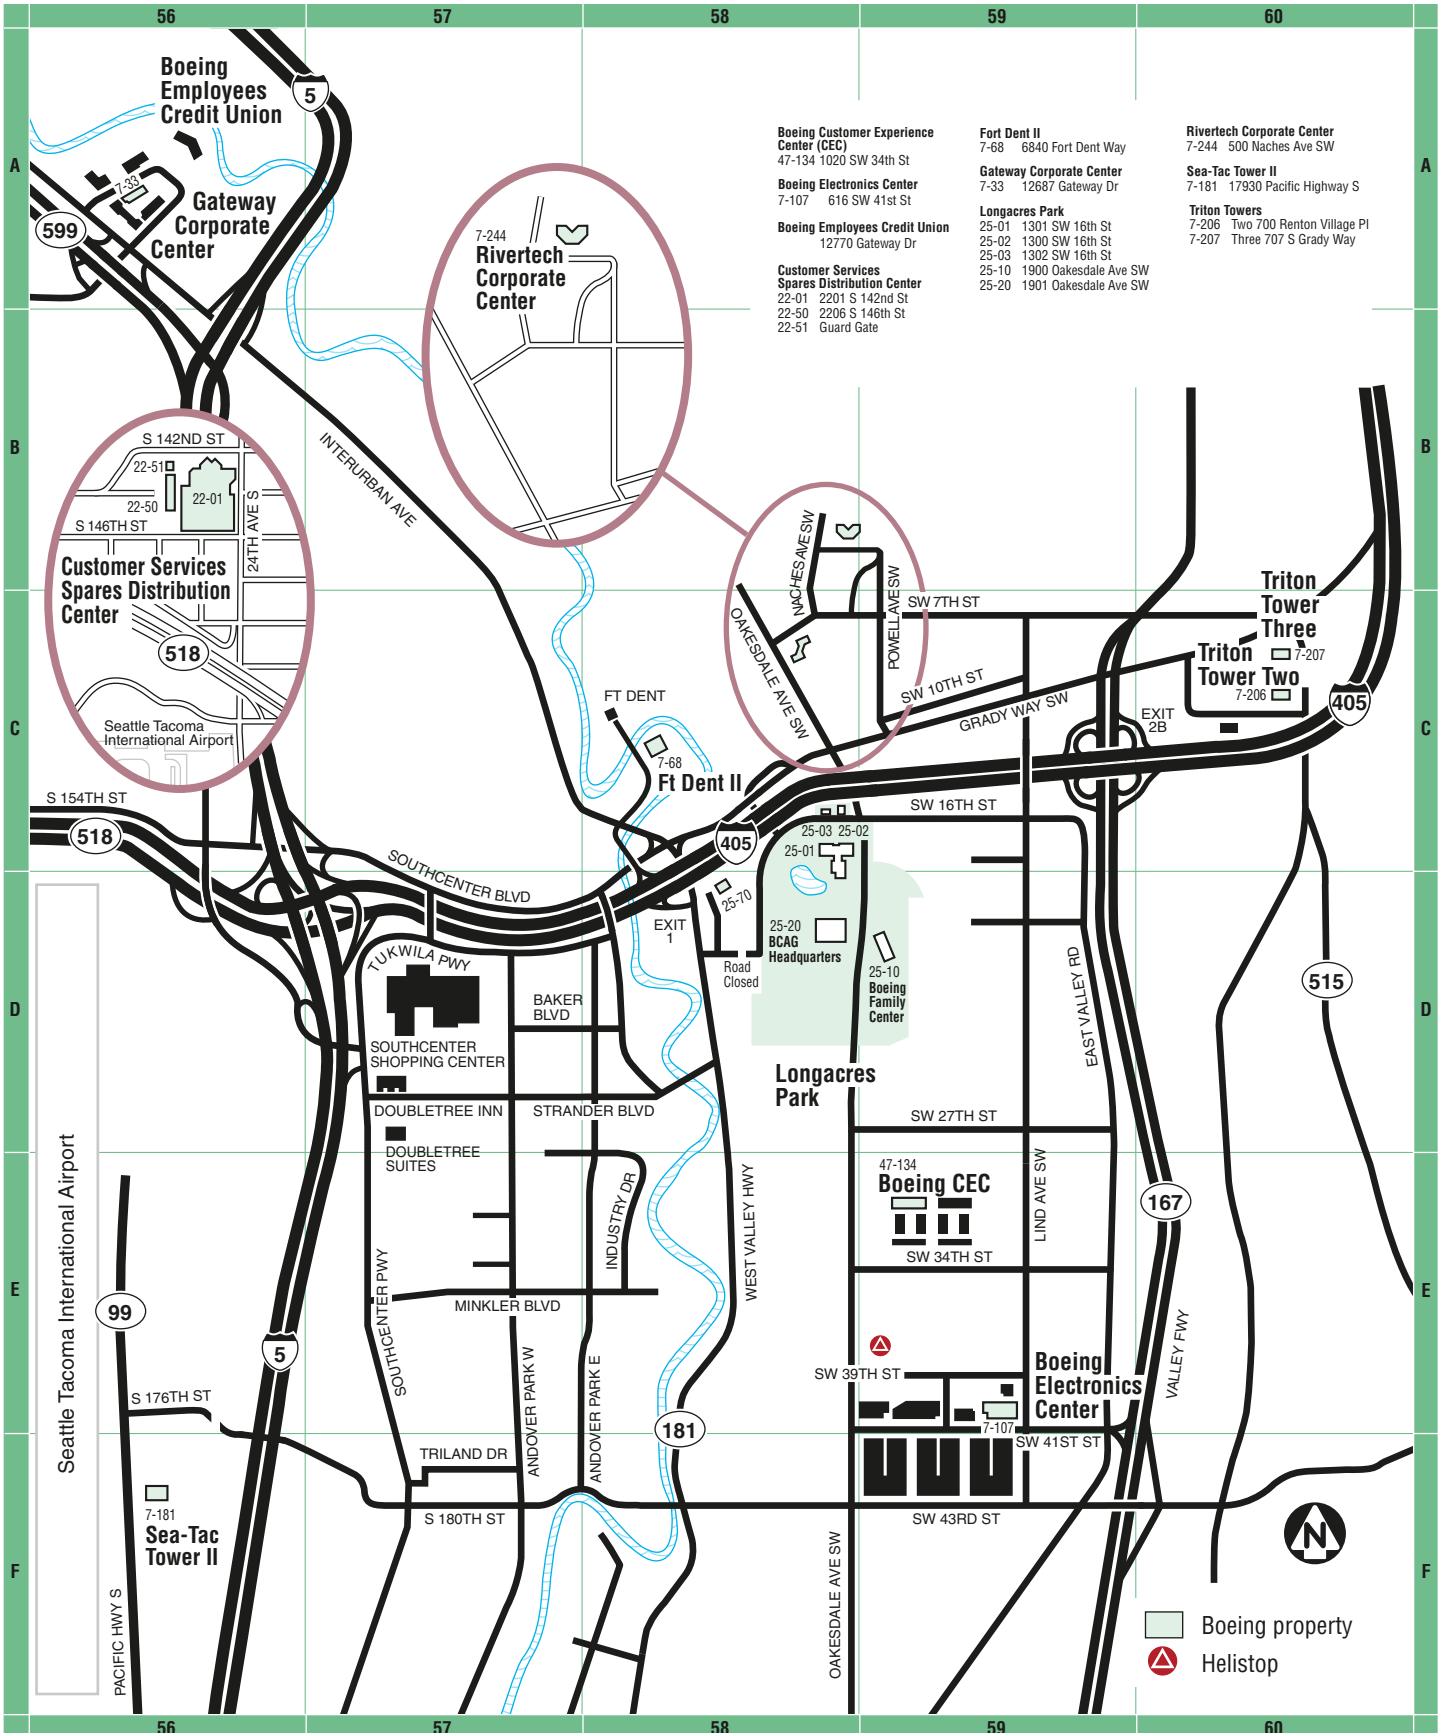 56 57 58 59 60
A A
B B
C C
D D
E E
F F
Boeing
Employees
Credit Union
5
7-33
Gateway
Corporate
Center
599
7-244
Rivertech
Corporate
Center
Boeing Customer Experience
Center (CEC)
47-134 1020 SW 34th St
Boeing Electronics Center
7-107 616 SW 41st St
Boeing Employees Credit Union
12770 Gateway Dr
Customer Services
Spares Distribution Center
22-01 2201 S 142nd St
22-50 2206 S 146th St
22-51 Guard Gate
Fort Dent II
7-68 6840 Fort Dent Way
Gateway Corporate Center
7-33 12687 Gateway Dr
Longacres Park
25-01 1301 SW 16th St
25-02 1300 SW 16th St
25-03 1302 SW 16th St
25-10 1900 Oakesdale Ave SW
25-20 1901 Oakesdale Ave SW
Rivertech Corporate Center
7-244 500 Naches Ave SW
Sea-Tac Tower II
7-181 17930 Pacific Highway S
Triton Towers
7-206 Two 700 Renton Village Pl
7-207 Three 707 S Grady Way
S 142ND ST
22-51
22-50
22-01
S 146TH ST
24TH AVE S
Customer Services
Spares Distribution
Center
518
Seattle Tacoma
International Airport
INTERURBAN AVE
NACHES AVE SW
OAKESDALE AVE SW
POWELL AVE SW
SW 7TH ST
SW 10TH ST
GRADY WAY SW
Triton
Tower
Three
7-207
Triton
Tower Two
7-206
405
EXIT
2B
FT DENT
7-68
Ft Dent II
S 154TH ST
518
SOUTHCENTER BLVD
405
SW 16TH ST
25-03 25-02
25-01
25-70
EXIT
1
Road
Closed
25-20
BCAG
Headquarters
25-10
Boeing
Family
Center
Longacres
Park
EAST VALLEY RD
515
TUKWILA PWY
BAKER
BLVD
SOUTHCENTER
SHOPPING CENTER
DOUBLETREE INN
STRANDER BLVD
DOUBLETREE
SUITES
SW 27TH ST
47-134
Boeing CEC
SW 34TH ST
LIND AVE SW
167
Seattle Tacoma International Airport
99
5
SOUTHCENTER PWY
MINKLER BLVD
INDUSTRY DR
WEST VALLEY HWY
ANDOVER PARK W
ANDOVER PARK E
181
SW 39TH ST
Boeing
Electronics
Center
7-107
SW 41ST ST
VALLEY FWY
S 176TH ST
TRILAND DR
S 180TH ST
SW 43RD ST
7-181
Sea-Tac
Tower II
PACIFIC HWY S
OAKESDALE AVE SW
N
Boeing property
Helistop
56 57 58 59 60